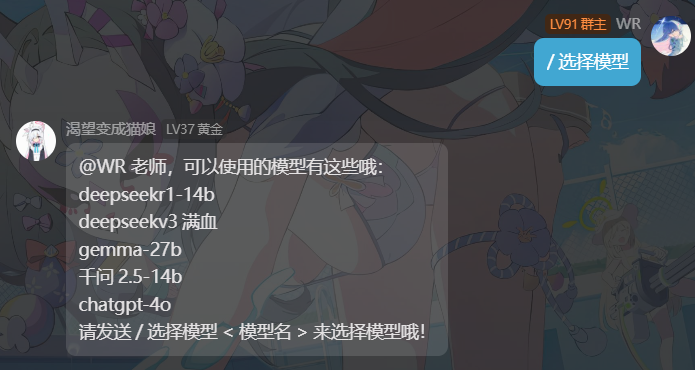 LV91 群主 WR
/ 选择模型
渴望变成猫娘 LV37 黄金
@WR 老师，可以使用的模型有这些哦：
deepseekr1-14b
deepseekv3 满血
gemma-27b
千问 2.5-14b
chatgpt-4o
请发送 / 选择模型 < 模型名 > 来选择模型哦！